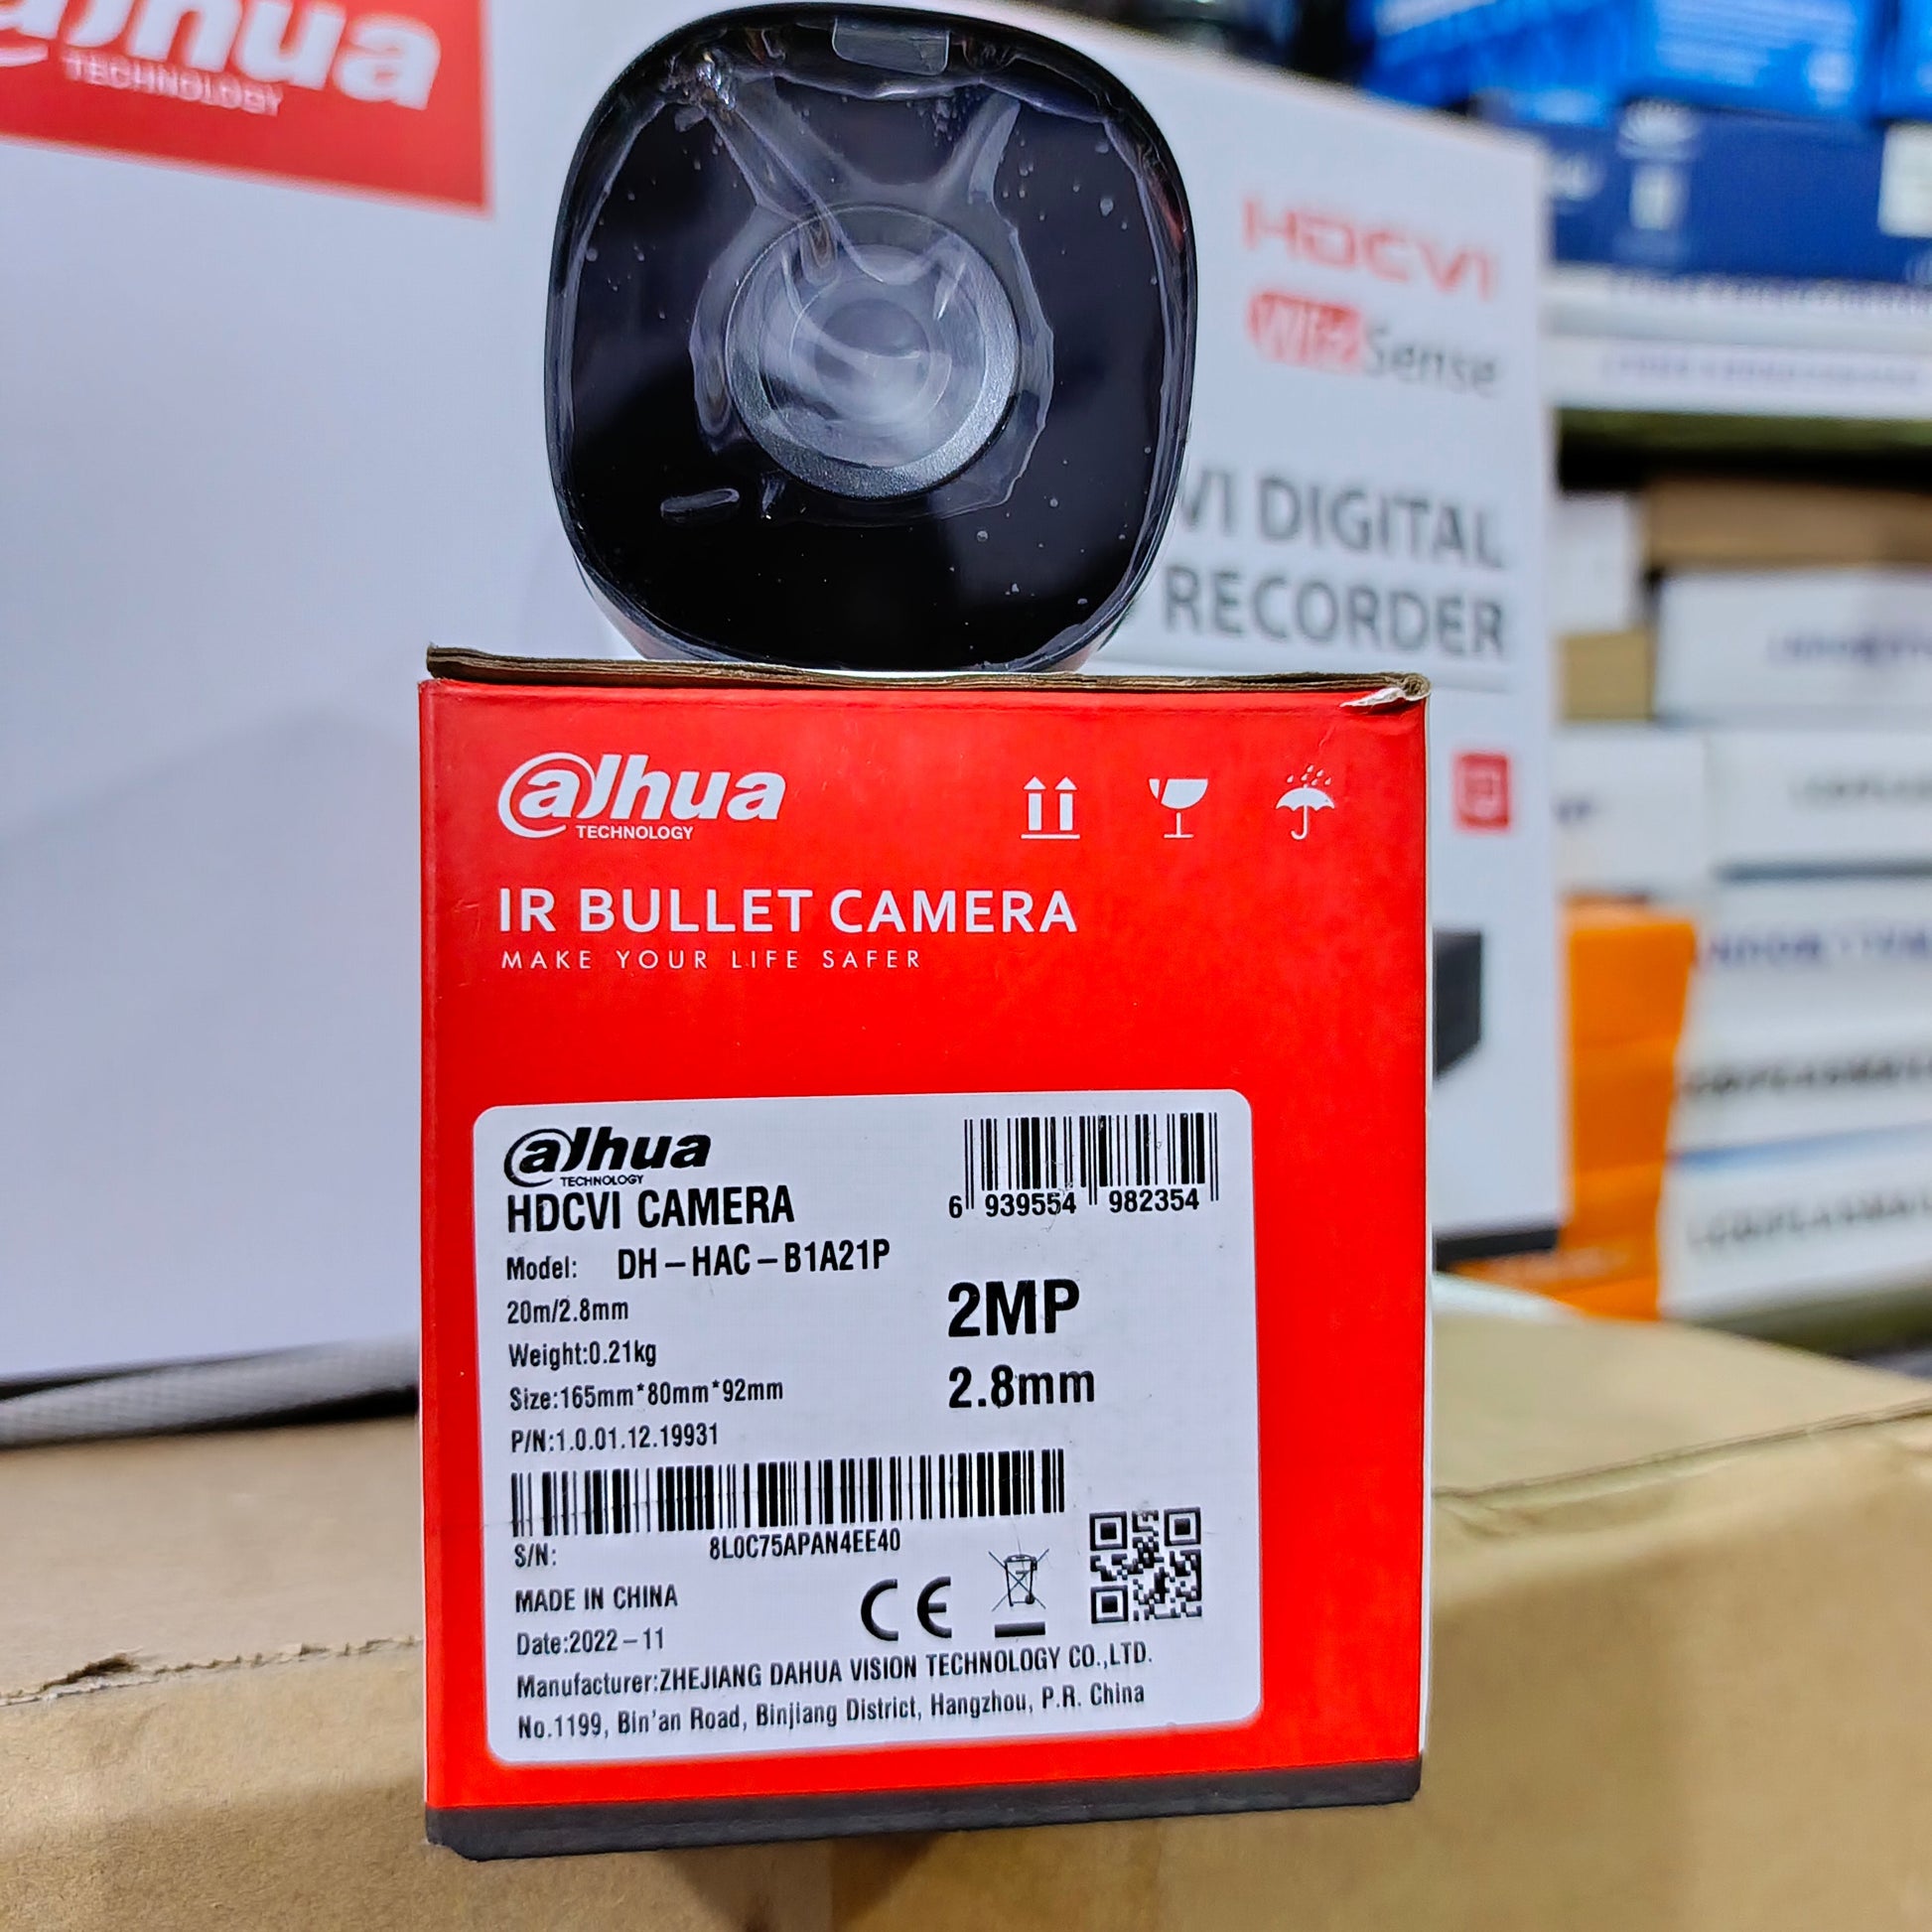 alhua
TECHNOLOGY
HDCVI
WizSense
VI DIGITAL
RECORDER
alhua
TECHNOLOGY
IR BULLET CAMERA
MAKE YOUR LIFE SAFER
alhua
TECHNOLOGY
HDCVI CAMERA
6 939554 982354
Model: DH-HAC-B1A21P
20m/2.8mm
2MP
Weight:0.21kg
2.8mm
Size:165mm*80mm*92mm
P/N:1.0.01.12.19931
S/N: 8L0C75APAN4EE40
MADE IN CHINA
CE
Date:2022-11
Manufacturer:ZHEJIANG DAHUA VISION TECHNOLOGY CO.,LTD.
No.1199, Bin'an Road, Binjiang District, Hangzhou, P.R. China